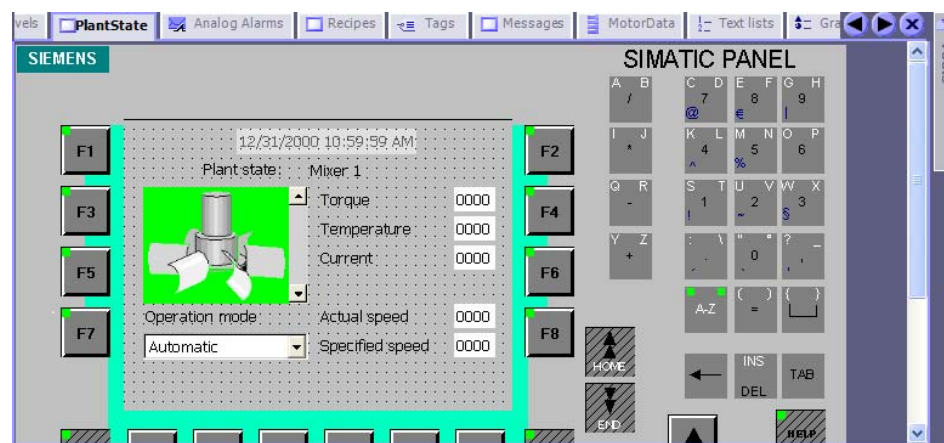 vels PlantState Analog Alarms Recipes Tags Messages MotorData Text lists Gra
SIEMENS
SIMATIC PANEL
A B C D E F G H
/ 7 8 9
@ € |
12/31/2000 10:59:59 AM
I J K L M N O P
F1 F2 * 4 5 6
^ %
Plant state: Mixer 1
Q R S T U V W X
F3 Torque 0000 F4 - 1 2 3
! ~ §
Temperature 0000
Y Z : \ " ° ? _
F5 Current 0000 F6 + . 0 ,
A-Z ( ) = { }
Operation mode Actual speed 0000
F7 F8
Automatic Specified speed 0000
HOME
INS
DEL TAB
END HELP